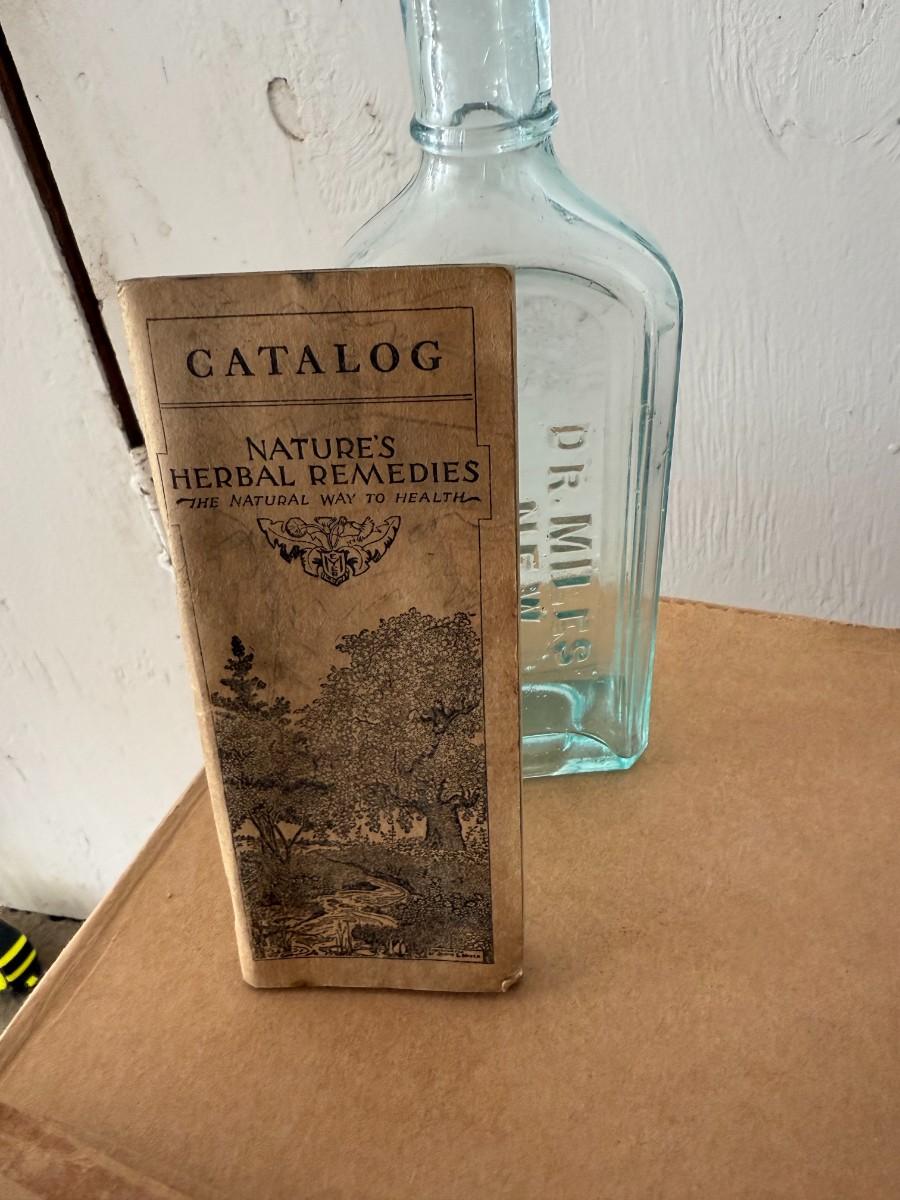 CATALOG
NATURE'S
HERBAL REMEDIES
THE NATURAL WAY TO HEALTH
DR. MILES
NEW